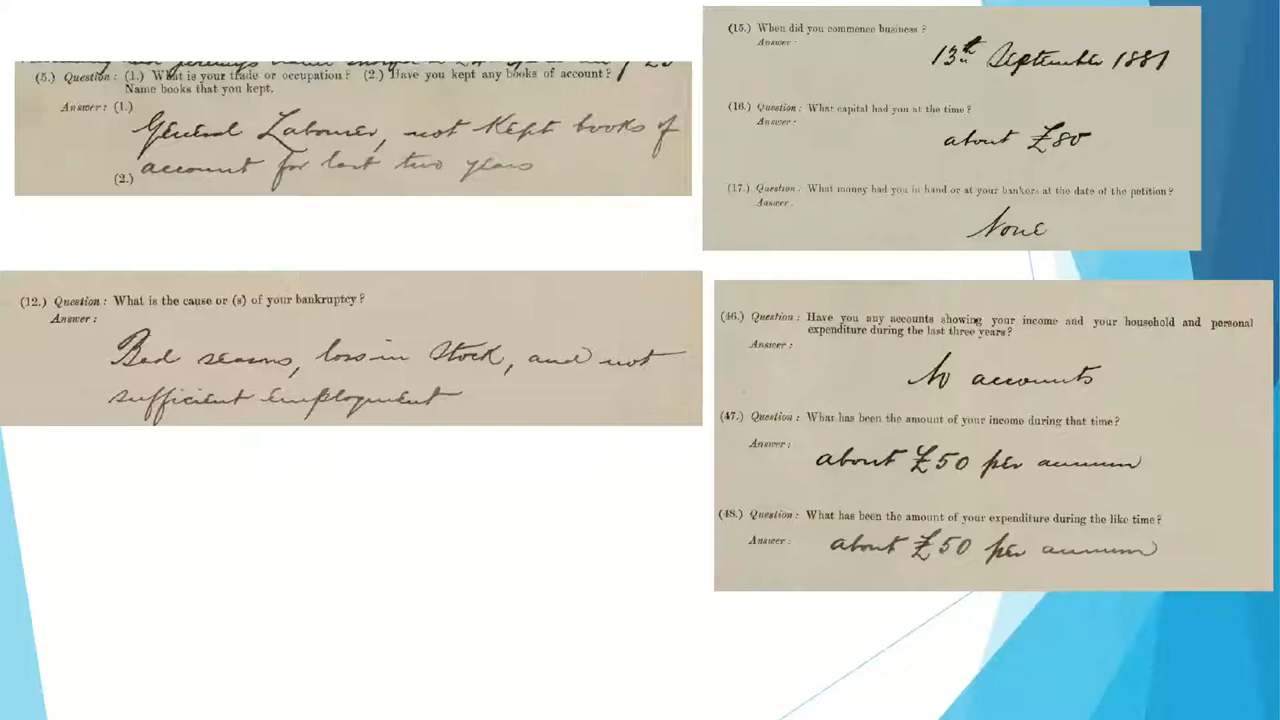 (5.) Question: (1.) What is your trade or occupation? (2.) Have you kept any books of account?
Name books that you kept.
Answer: (1.)
General Labourer, not kept books of
account for last two years
(2.)
(12.) Question: What is the cause or (s) of your bankruptcy?
Answer:
Bad seasons, loss in stock, and not
sufficient employment
(15.) When did you commence business?
Answer:
13th September 1881
(16.) Question: What capital had you at the time?
Answer:
about £80
(17.) Question: What money had you in hand or at your bankers at the date of the petition?
Answer.
None
(46.) Question: Have you any accounts showing your income and your household and personal
expenditure during the last three years?
Answer:
No accounts
(47.) Question: What has been the amount of your income during that time?
Answer:
about £50 per annum
(48.) Question: What has been the amount of your expenditure during the like time?
Answer:
about £50 per annum